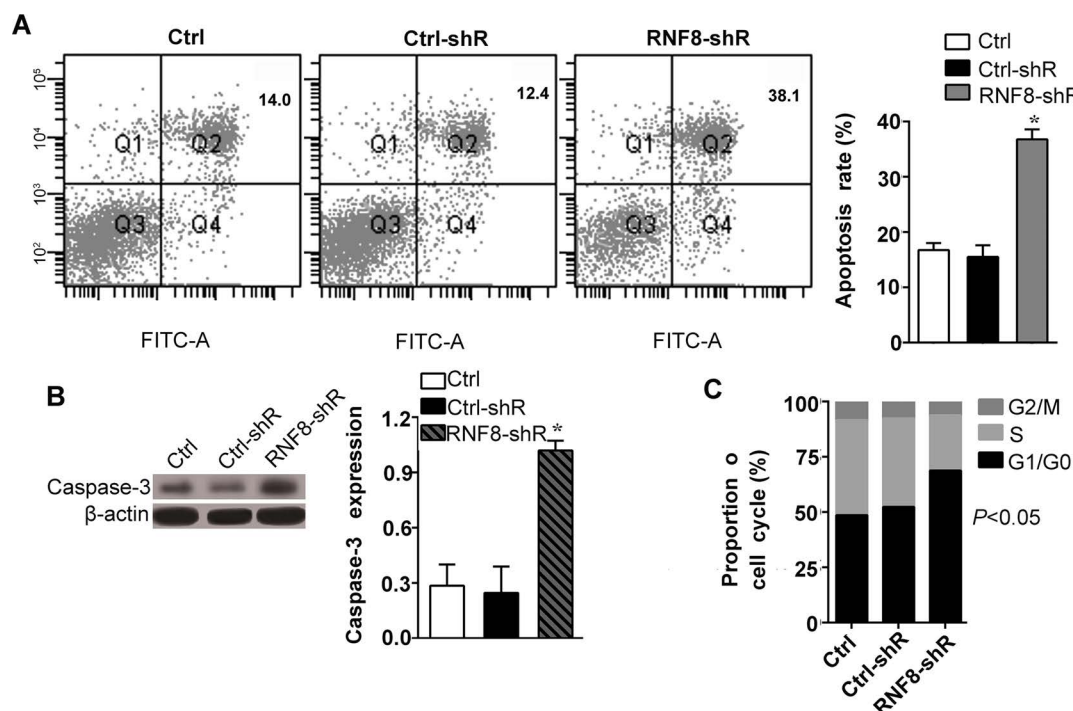 A
Ctrl
Ctrl-shR
RNF8-shR
10⁵
10⁴
10³
10²
14.0
Q1
Q2
Q3
Q4
FITC-A
12.4
Q1
Q2
Q3
Q4
FITC-A
38.1
Q1
Q2
Q3
Q4
FITC-A
Ctrl
Ctrl-shR
RNF8-shR
*
Apoptosis rate (%)
40
30
20
10
0
B
Ctrl
Ctrl-shR
RNF8-shR
Caspase-3
β-actin
Ctrl
Ctrl-shR
RNF8-shR
*
Caspase-3 expression
1.2
0.9
0.6
0.3
0.0
C
Proportion o
cell cycle (%)
100
75
50
25
0
Ctrl
Ctrl-shR
RNF8-shR
G2/M
S
G1/G0
P<0.05